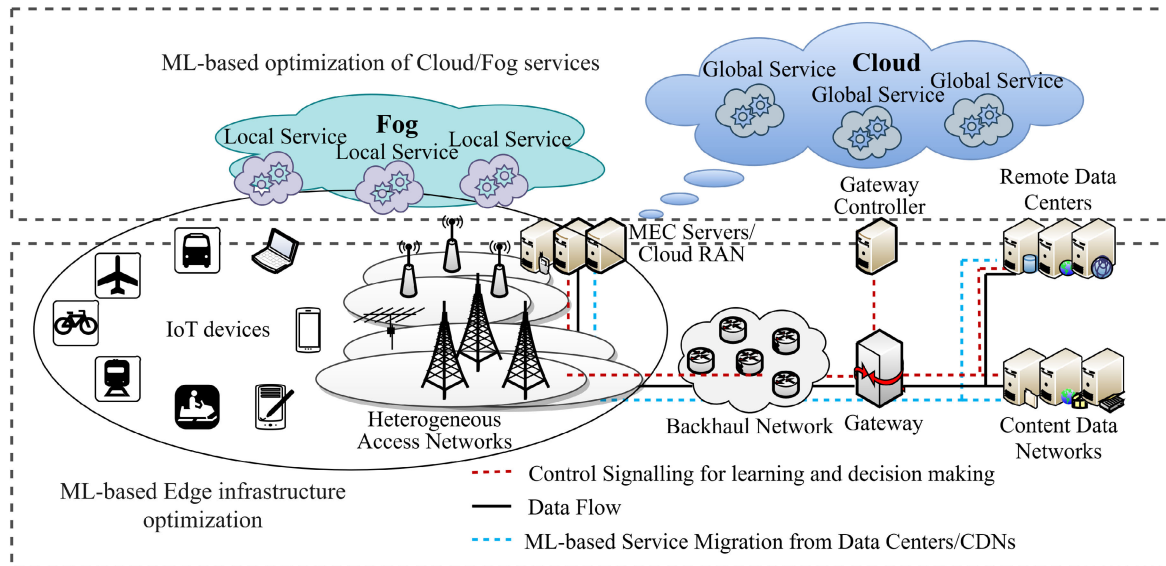 ML-based optimization of Cloud/Fog services
Fog
Local Service
Local Service
Local Service
Cloud
Global Service
Global Service
Global Service
Gateway
Controller
Remote Data
Centers
MEC Servers/
Cloud RAN
IoT devices
Heterogeneous
Access Networks
Backhaul Network
Gateway
Content Data
Networks
ML-based Edge infrastructure
optimization
Control Signalling for learning and decision making
Data Flow
ML-based Service Migration from Data Centers/CDNs